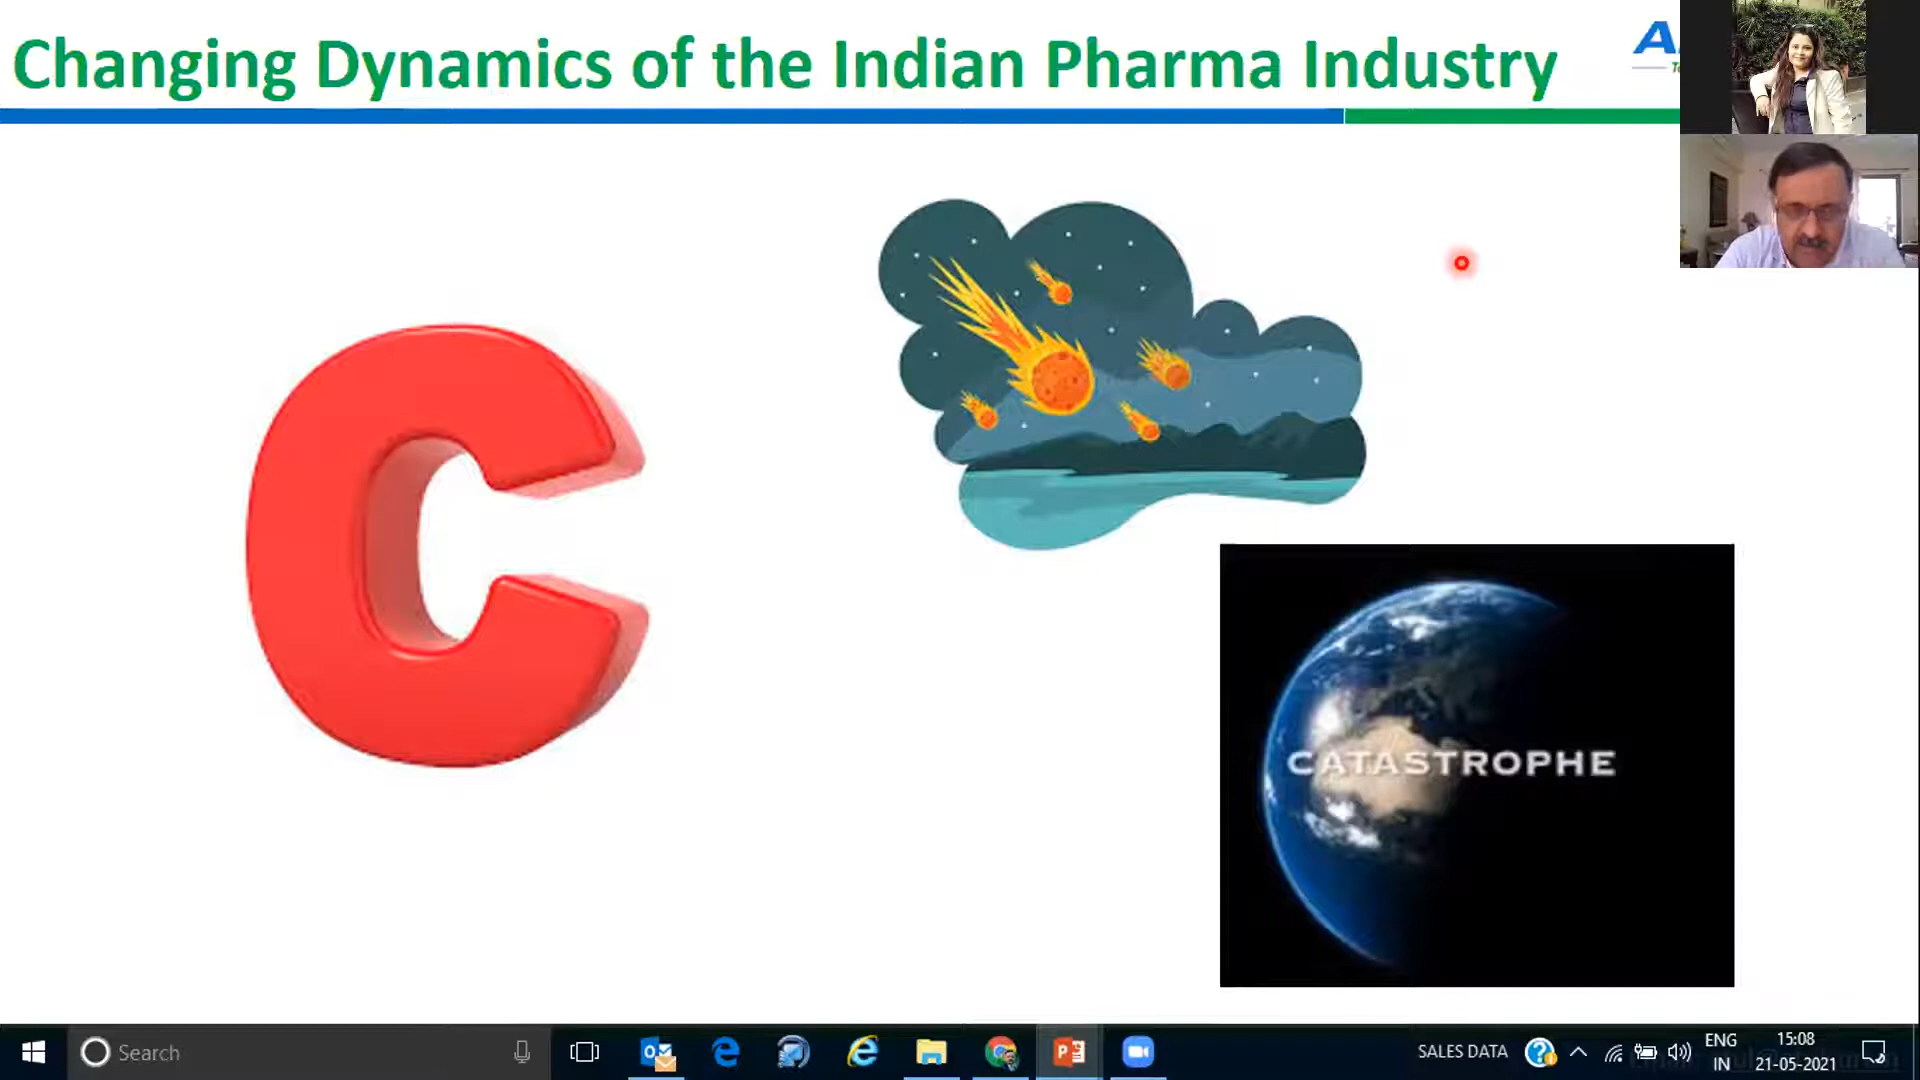 Changing Dynamics of the Indian Pharma Industry
C
CATASTROPHE
Search
SALES DATA
ENG
IN
15:08
21-05-2021